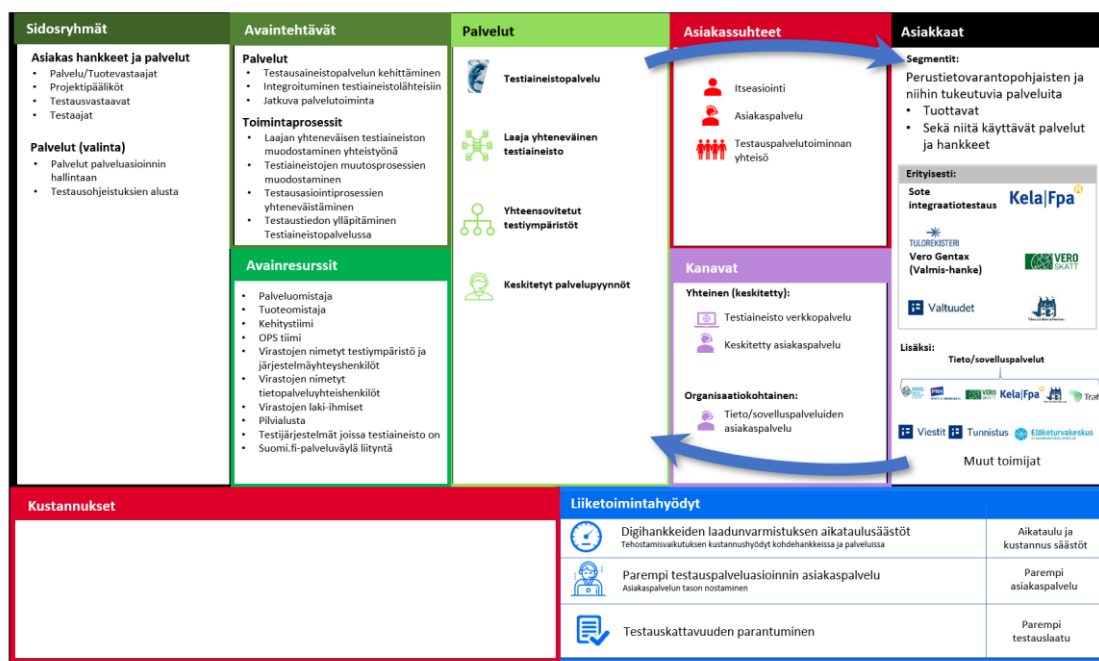 Sidosryhmät
Asiakas hankkeet ja palvelut
• Palvelu/Tuotevastaajat
• Projektipäälliköt
• Testausvastaavat
• Testaajat
Palvelut (valinta)
• Palvelut palveluasioinnin
hallintaan
• Testausohjeistuksien alusta
Avaintehtävät
Palvelut
• Testausaineistopalvelun kehittäminen
• Integroituminen testiaineistolähteisiin
• Jatkuva palvelutoiminta
Toimintaprosessit
• Laajan yhteneväisen testiaineiston
muodostaminen yhteistyönä
• Testiaineistojen muutosprosessien
muodostaminen
• Testausasiointiprosessien
yhteneväistäminen
• Testaustiedon ylläpitäminen
Testiaineistopalvelussa
Avainresurssit
• Palveluomistaja
• Tuoteomistaja
• Kehitystiimi
• OPS tiimi
• Virastojen nimetyt testiympäristö ja
järjestelmäyhteyshenkilöt
• Virastojen nimetyt
tietopalveluyhteishenkilöt
• Virastojen laki-ihmiset
• Pilvialusta
• Testijärjestelmät joissa testiaineisto on
• Suomi.fi-palveluväylä liityntä
Palvelut
Testiaineistopalvelu
Laaja yhteneväinen
testiaineisto
Yhteensovitetut
testiympäristöt
Keskitetyt palvelupyynnöt
Asiakassuhteet
Itseasiointi
Asiakaspalvelu
Testauspalvelutoiminnan
yhteisö
Kanavat
Yhteinen (keskitetty):
Testiaineisto verkkopalvelu
Keskitetty asiakaspalvelu
Organisaatiokohtainen:
Tieto/sovelluspalveluiden
asiakaspalvelu
Asiakkaat
Segmentit:
Perustietovarantopohjaisten ja
niihin tukeutuvia palveluita
• Tuottavat
• Sekä niitä käyttävät palvelut
ja hankkeet
Erityisesti:
Sote
integraatiotestaus
Kela|Fpa
TULOREKISTERI
Vero Gentax
(Valmis-hanke)
VERO
SKATT
Valtuudet
Lisäksi:
Tieto/sovelluspalvelut
VERO
SKATT
Kela|Fpa
Traf
Viestit
Tunnistus
Eläketurvakeskus
Muut toimijat
Kustannukset
Liiketoimintahyödyt
Digihankkeiden laadunvarmistuksen aikataulusäästöt
Tehostamisvaikutuksen kustannushyödyt kohdehankkeissa ja palveluissa
Aikataulu ja
kustannus säästöt
Parempi testauspalveluasioinnin asiakaspalvelu
Asiakaspalvelun tason nostaminen
Parempi
asiakaspalvelu
Testauskattavuuden parantuminen
Parempi
testauslaatu